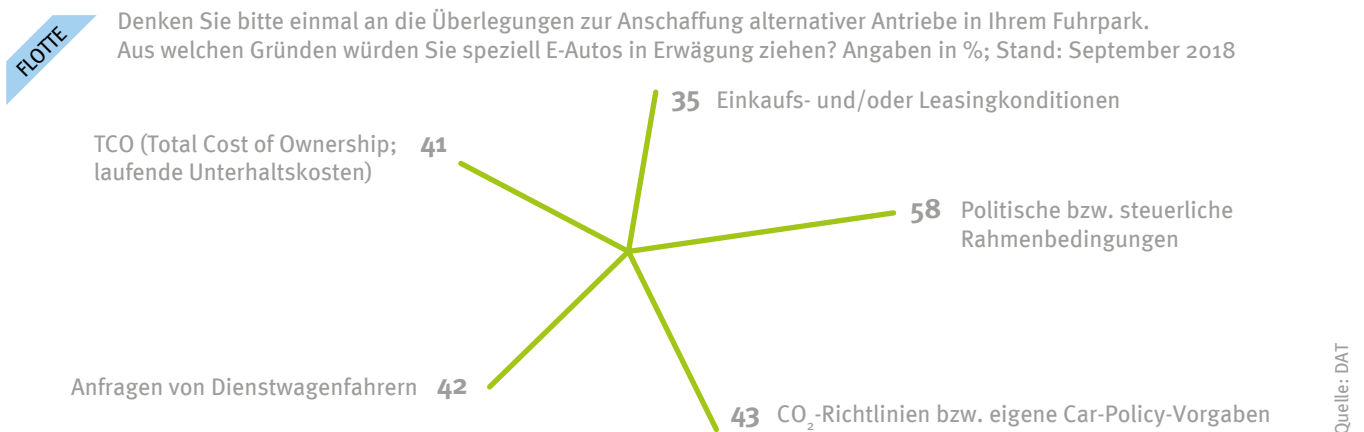 FLOTTE
Denken Sie bitte einmal an die Überlegungen zur Anschaffung alternativer Antriebe in Ihrem Fuhrpark.
Aus welchen Gründen würden Sie speziell E-Autos in Erwägung ziehen? Angaben in %; Stand: September 2018
35 Einkaufs- und/oder Leasingkonditionen
TCO (Total Cost of Ownership; 41
laufende Unterhaltskosten)
58 Politische bzw. steuerliche
Rahmenbedingungen
Anfragen von Dienstwagenfahrern 42
43 CO₂-Richtlinien bzw. eigene Car-Policy-Vorgaben
Quelle: DAT